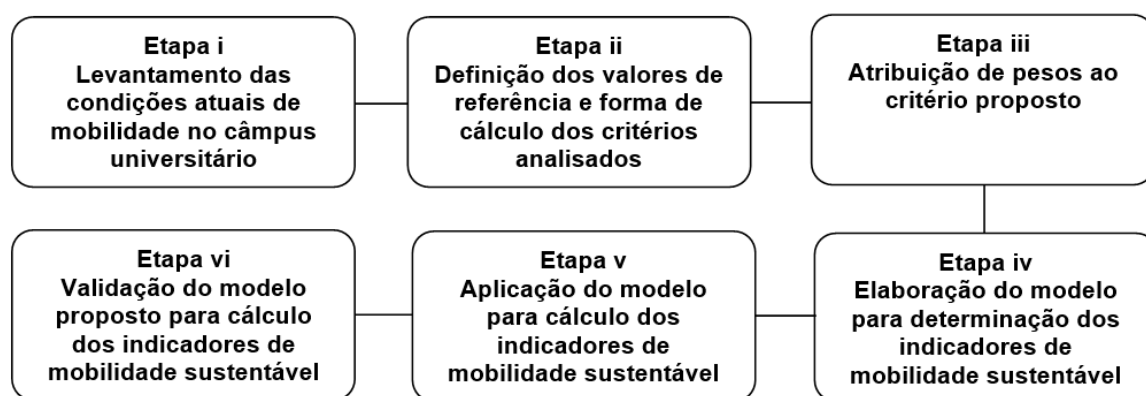 Etapa i
Levantamento das
condições atuais de
mobilidade no câmpus
universitário
Etapa ii
Definição dos valores de
referência e forma de
cálculo dos critérios
analisados
Etapa iii
Atribuição de pesos ao
critério proposto
Etapa iv
Elaboração do modelo
para determinação dos
indicadores de
mobilidade sustentável
Etapa v
Aplicação do modelo
para cálculo dos
indicadores de
mobilidade sustentável
Etapa vi
Validação do modelo
proposto para cálculo
dos indicadores de
mobilidade sustentável